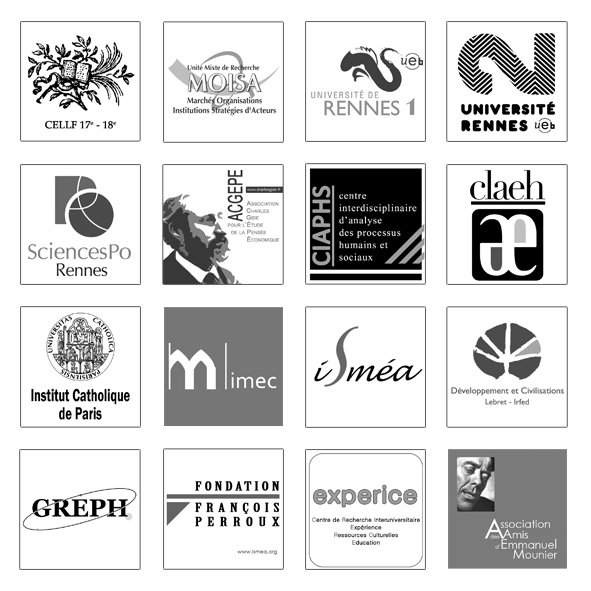 CELLF 17e - 18e
Unité Mixte de Recherche
MOISA
Marchés Organisations
Institutions Stratégies d'Acteurs
ueb
UNIVERSITÉ DE
RENNES 1
2
UNIVERSITÉ
RENNES ueb
SciencesPo
Rennes
ACGEPE
www.charlesgide.fr
ASSOCIATION
CHARLES
GIDE
POUR L'ÉTUDE
DE LA PENSÉE
ÉCONOMIQUE
CIAPHS
centre
interdisciplinaire
d'analyse
des processus
humains et
sociaux
claeh
æ
UNIVERSITAS CATHOLICA
PARISIENSIS
Institut Catholique
de Paris
m imec
isméa
Développement et Civilisations
Lebret - Irfed
GREPH
FONDATION
FRANÇOIS
PERROUX
www.ismea.org
experice
Centre de Recherche Interuniversitaire
Expérience
Ressources Culturelles
Education
Association
des Amis
d'Emmanuel
Mounier